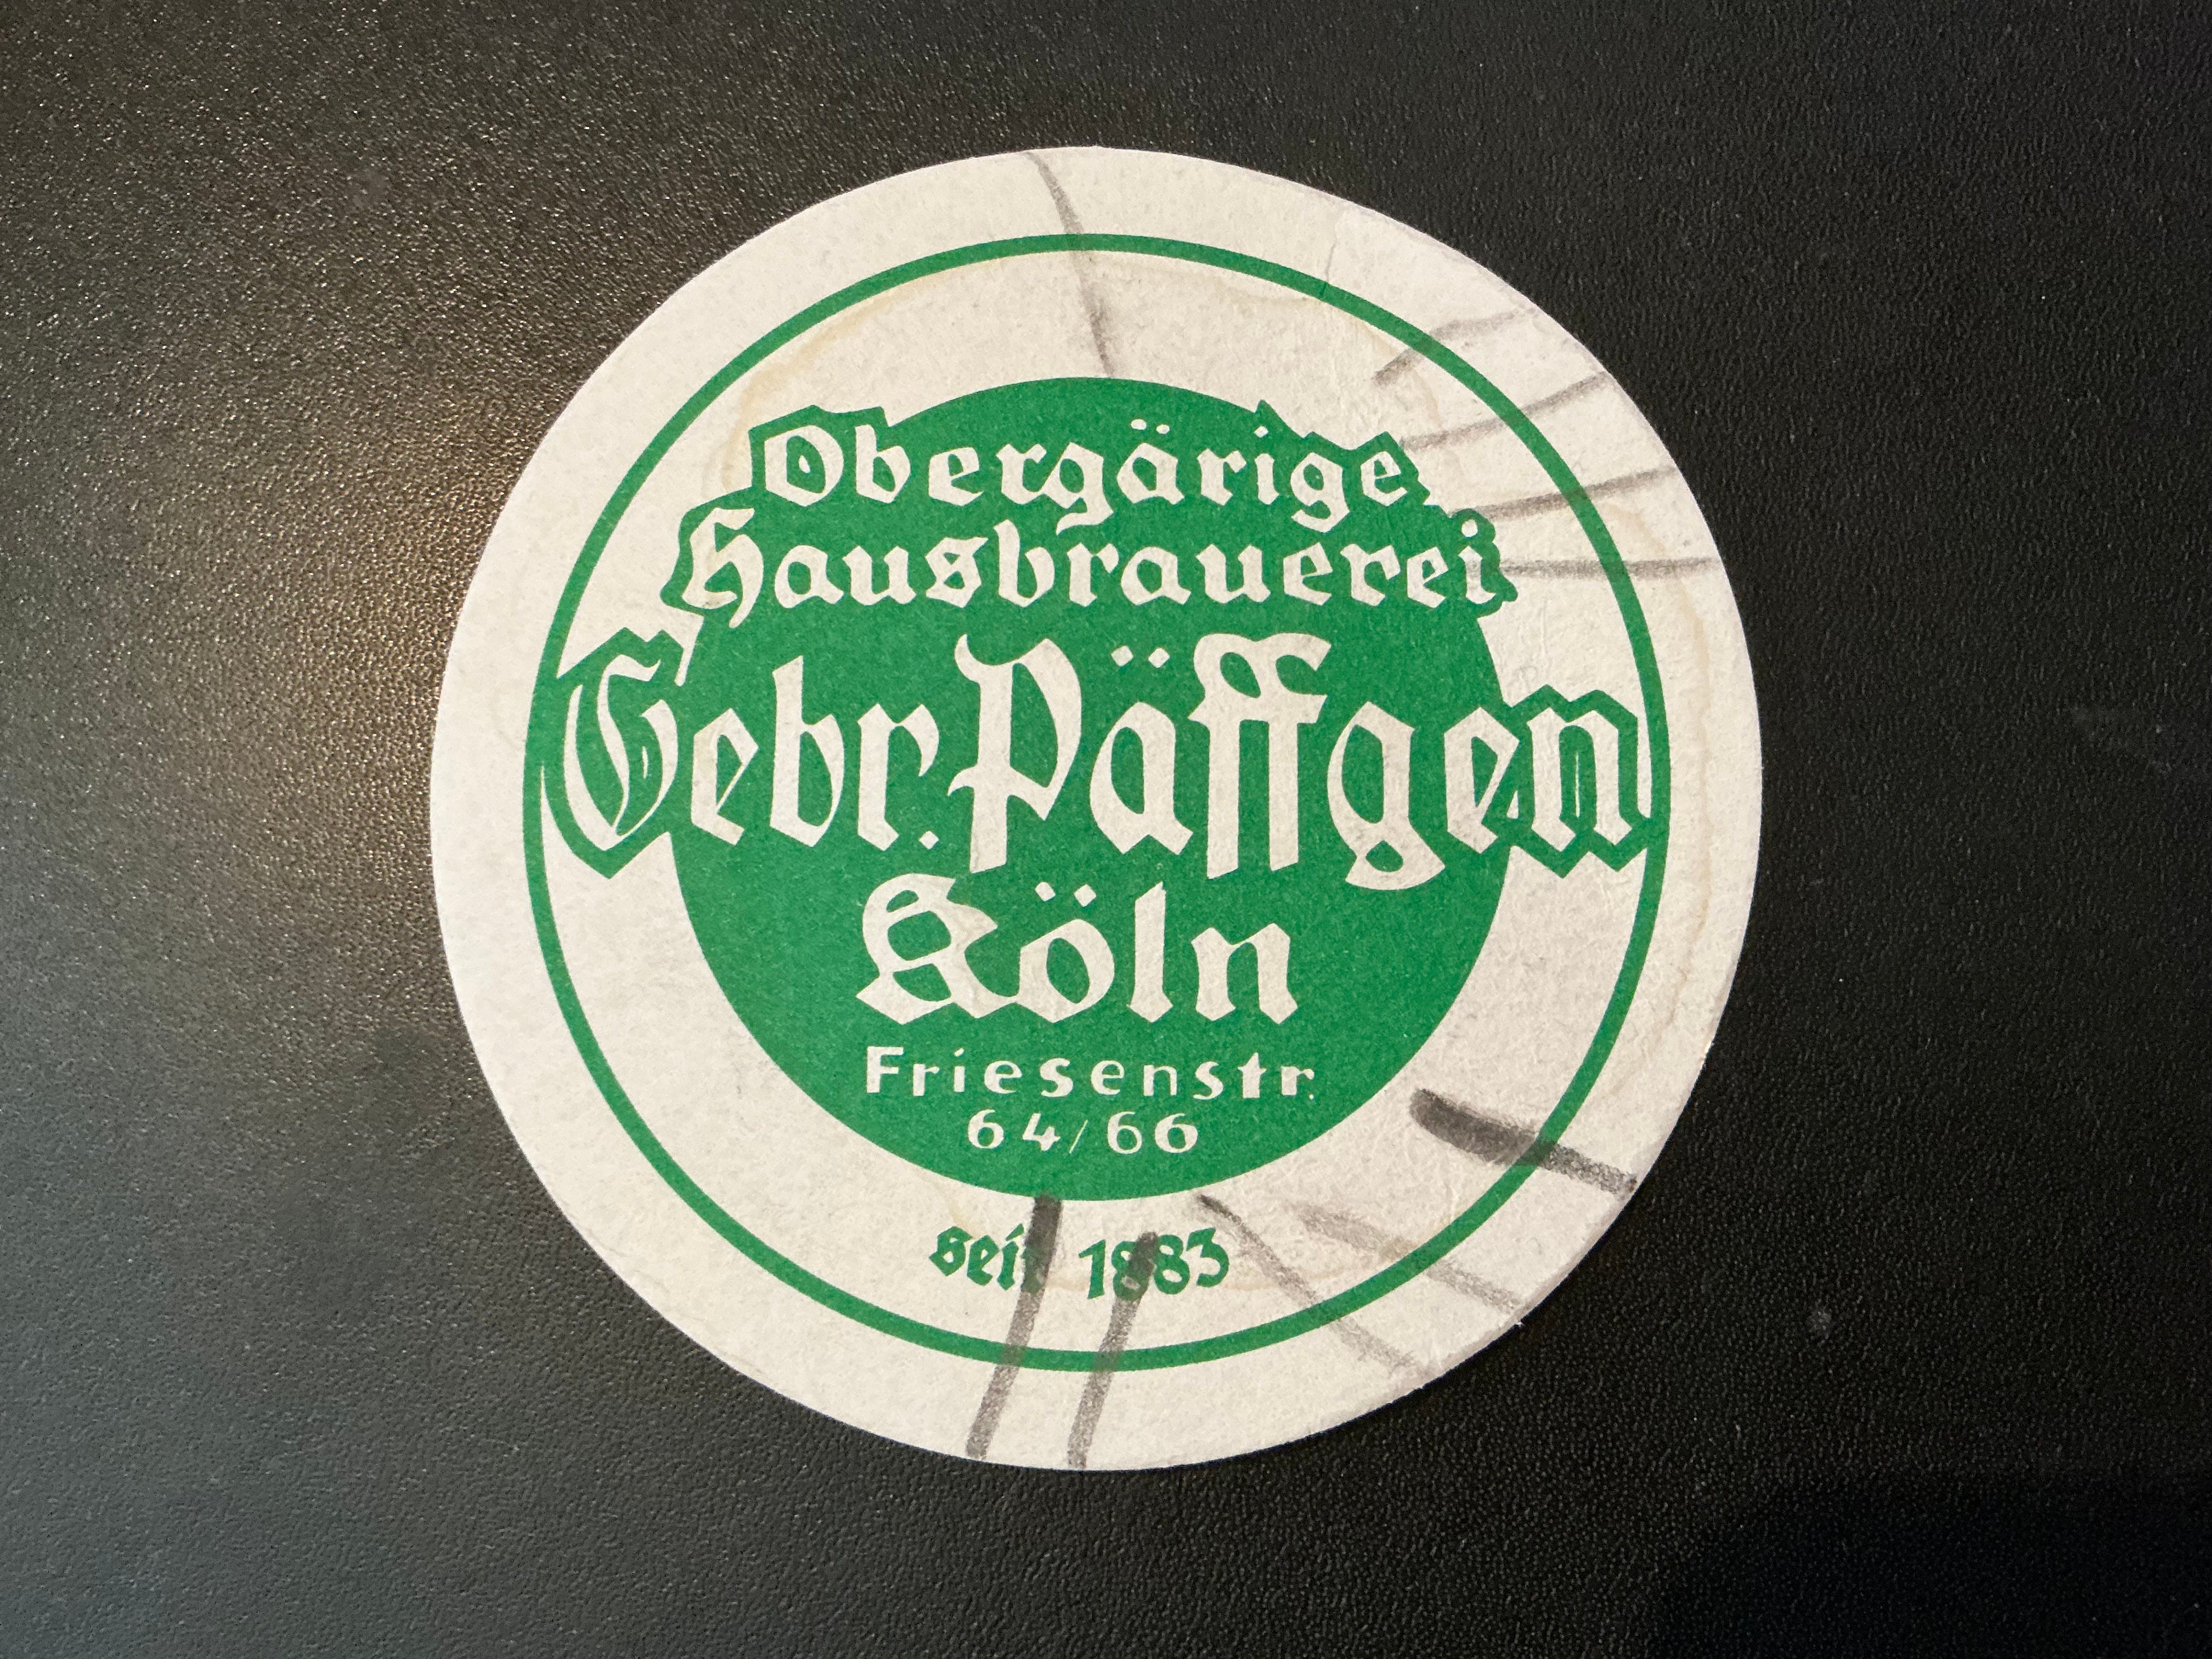 Obergärige
Hausbrauerei
Gebr. Päffgen
Köln
Friesenstr.
64/66
seit 1883